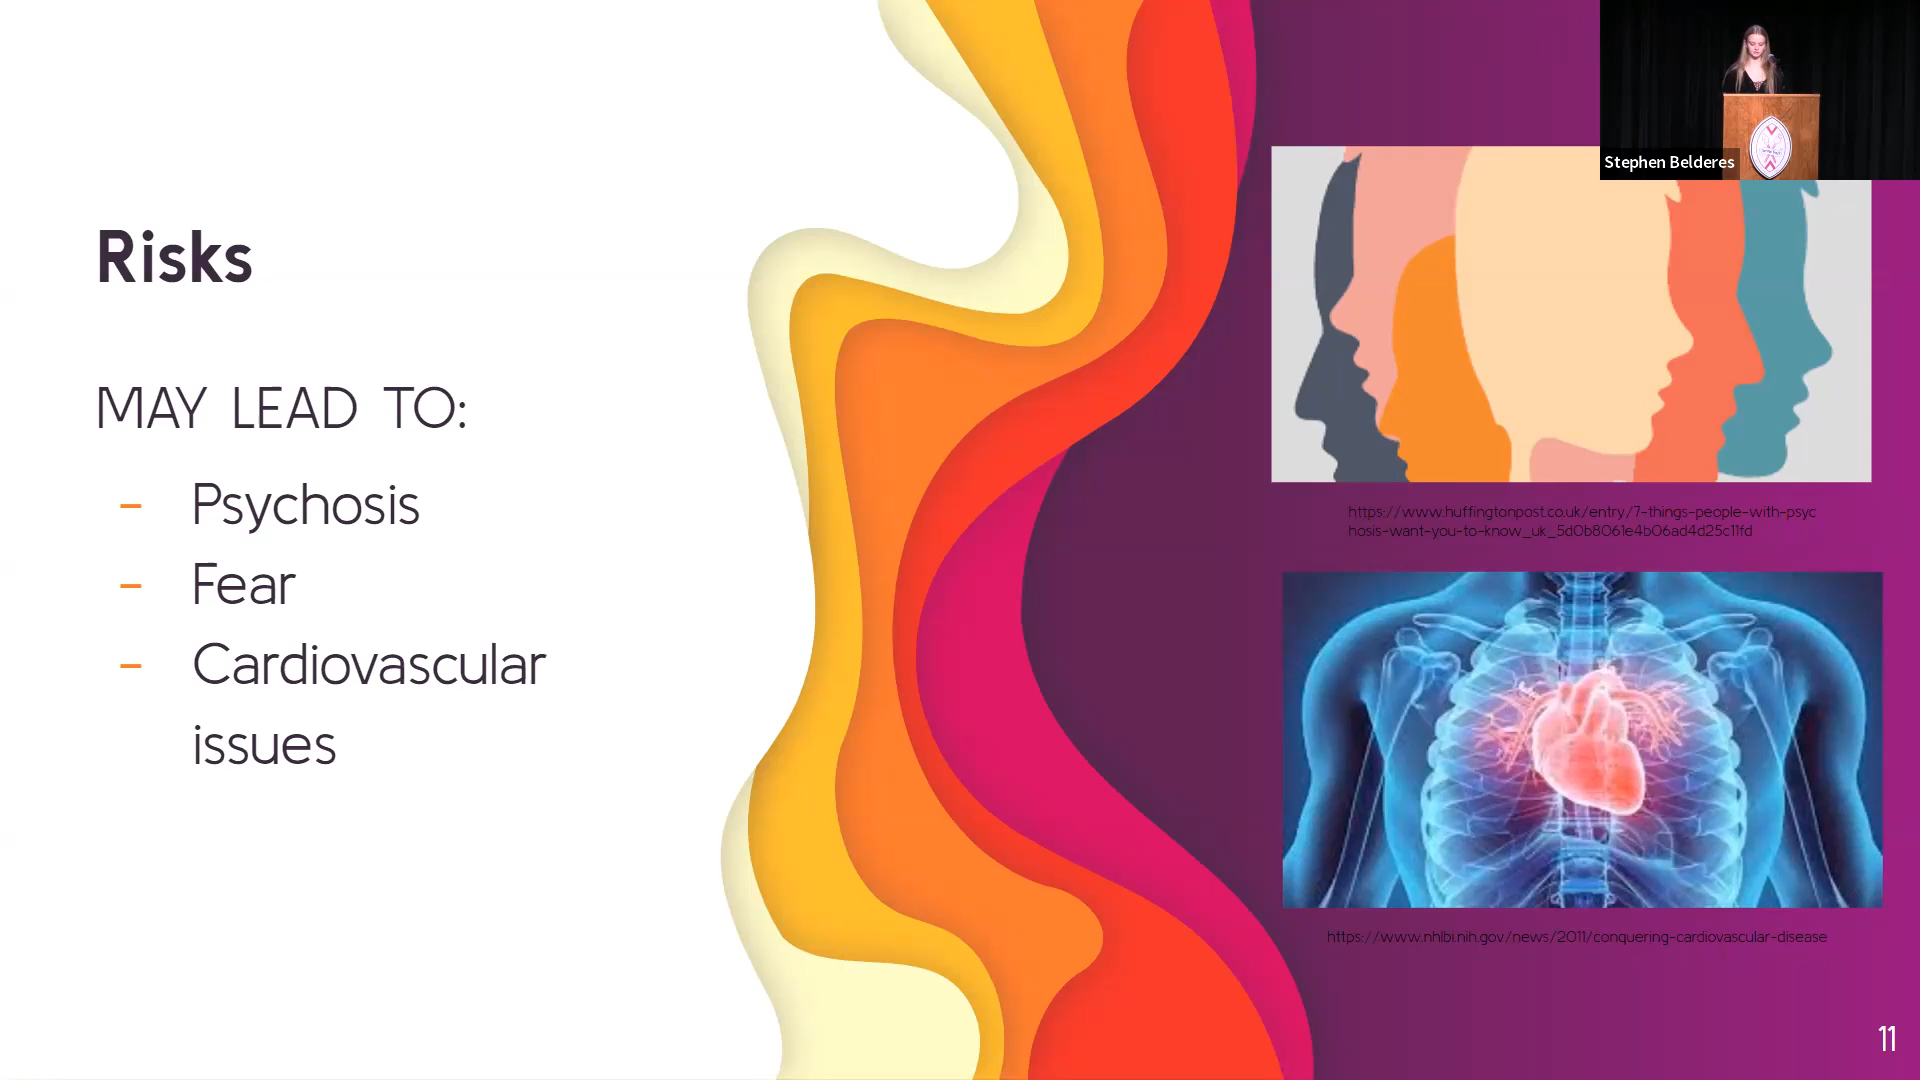 Risks
MAY LEAD TO:
- Psychosis
- Fear
- Cardiovascular
issues
Stephen Belderes
https://www.huffingtonpost.co.uk/entry/7-things-people-with-psyc
hosis-want-you-to-know_uk_5d0b8061e4b06ad4d25c11fd
https://www.nhlbi.nih.gov/news/2011/conquering-cardiovascular-disease
11